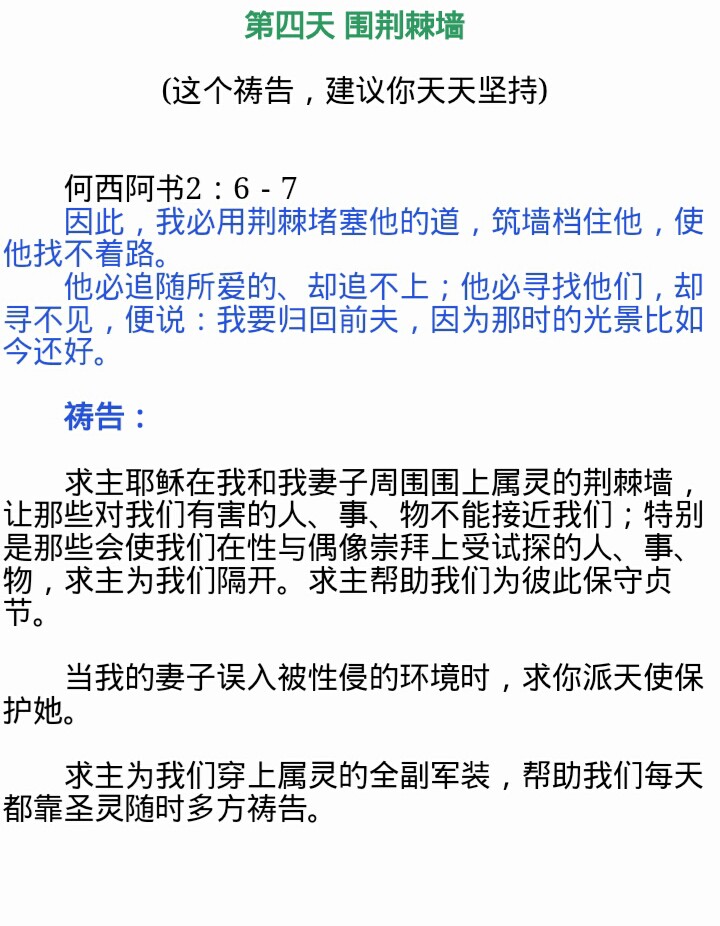 第四天 围荆棘墙
(这个祷告，建议你天天坚持)
何西阿书2：6 - 7
因此，我必用荆棘堵塞他的道，筑墙档住他，使
他找不着路。
他必追随所爱的、却追不上；他必寻找他们，却
寻不见，便说：我要归回前夫，因为那时的光景比如
今还好。
祷告：
求主耶稣在我和我妻子周围围上属灵的荆棘墙，
让那些对我们有害的人、事、物不能接近我们；特别
是那些会使我们在性与偶像崇拜上受试探的人、事、
物，求主为我们隔开。求主帮助我们为彼此保守贞
节。
当我的妻子误入被性侵的环境时，求你派天使保
护她。
求主为我们穿上属灵的全副军装，帮助我们每天
都靠圣灵随时多方祷告。